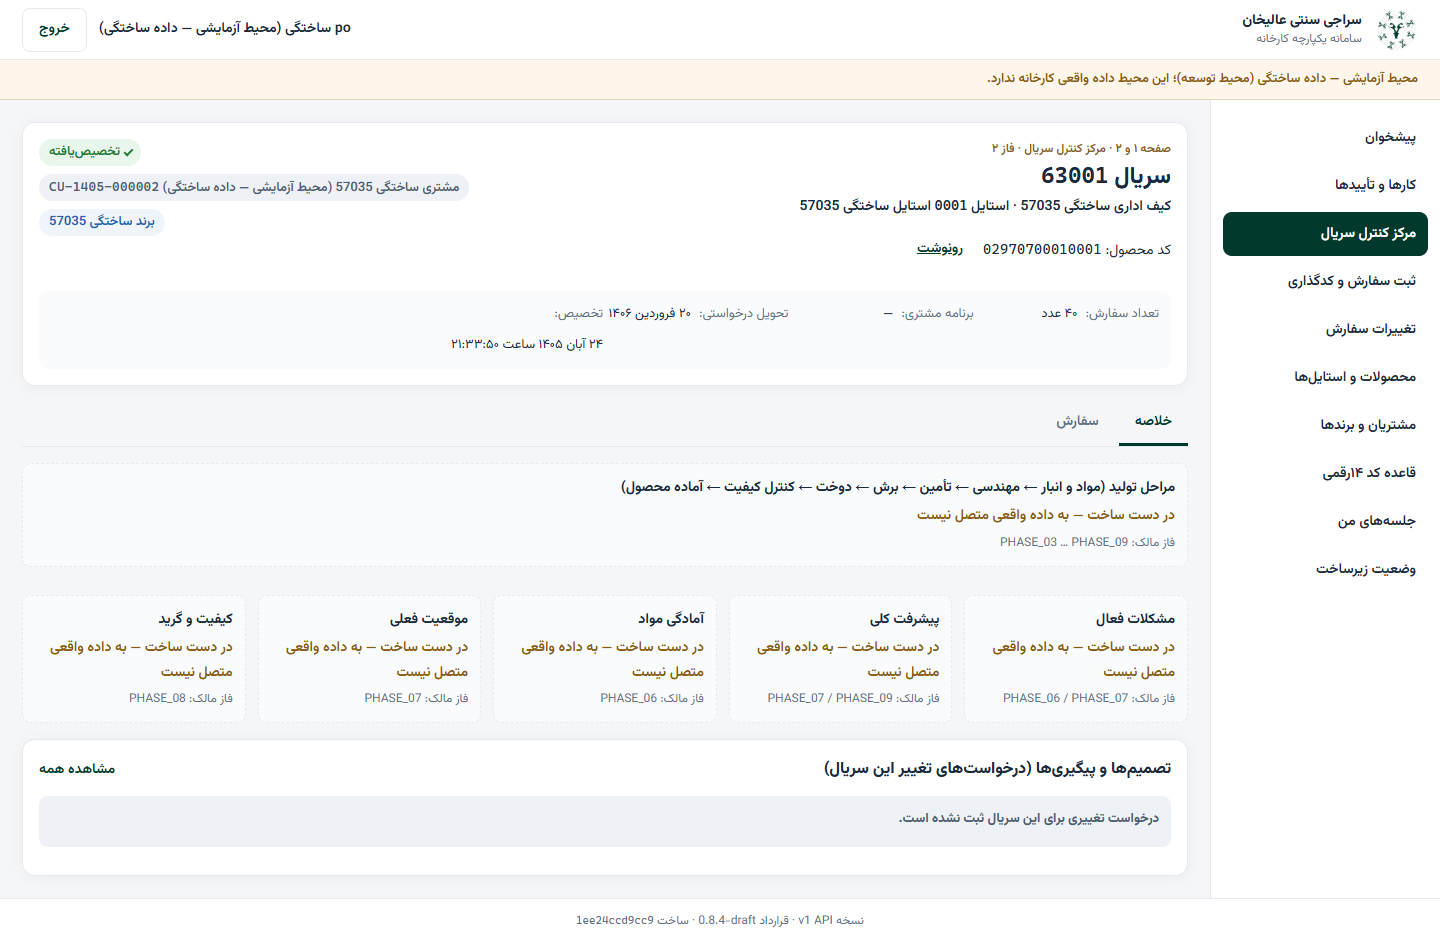 سراجی سنتی عالیخان
سامانه یکپارچه کارخانه
po ساختگی (محیط آزمایشی – داده ساختگی)
خروج
محیط آزمایشی – داده ساختگی (محیط توسعه)؛ این محیط داده واقعی کارخانه ندارد.
پیشخوان
کارها و تأییدها
مرکز کنترل سریال
ثبت سفارش و کدگذاری
تغییرات سفارش
محصولات و استایل‌ها
مشتریان و برندها
قاعده کد ۱۴رقمی
جلسه‌های من
وضعیت زیرساخت
صفحه ۱ و ۲ · مرکز کنترل سریال · فاز ۲
سریال 63001
کیف اداری ساختگی 57035 · استایل 0001 استایل ساختگی 57035
کد محصول: 02970700010001 رونوشت
✓ تخصیص‌یافته
مشتری ساختگی 57035 (محیط آزمایشی – داده ساختگی) CU-1405-000002
برند ساختگی 57035
تعداد سفارش: ۴۰ عدد
برنامه مشتری: –
تحویل درخواستی: ۲۰ فروردین ۱۴۰۶
تخصیص:
۲۴ آبان ۱۴۰۵ ساعت ۲۱:۳۳:۵۰
خلاصه
سفارش
مراحل تولید (مواد و انبار ← مهندسی ← تأمین ← برش ← دوخت ← کنترل کیفیت ← آماده محصول)
در دست ساخت – به داده واقعی متصل نیست
فاز مالک: PHASE_03 … PHASE_09
مشکلات فعال
در دست ساخت – به داده واقعی
متصل نیست
فاز مالک: PHASE_06 / PHASE_07
پیشرفت کلی
در دست ساخت – به داده واقعی
متصل نیست
فاز مالک: PHASE_07 / PHASE_09
آمادگی مواد
در دست ساخت – به داده واقعی
متصل نیست
فاز مالک: PHASE_06
موقعیت فعلی
در دست ساخت – به داده واقعی
متصل نیست
فاز مالک: PHASE_07
کیفیت و گرید
در دست ساخت – به داده واقعی
متصل نیست
فاز مالک: PHASE_08
تصمیم‌ها و پیگیری‌ها (درخواست‌های تغییر این سریال)
مشاهده همه
درخواست تغییری برای این سریال ثبت نشده است.
نسخه v1 API · قرارداد 0.8.4-draft · ساخت 1ee24ccd9cc9